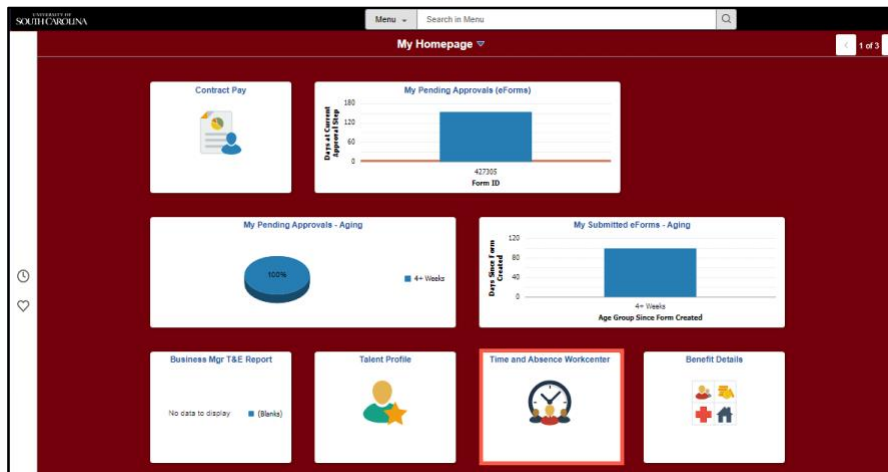 UNIVERSITY OF
SOUTH CAROLINA
Menu
Search in Menu
My Homepage
1 of 3
Contract Pay
My Pending Approvals (eForms)
Days at Current
Approval Step
180
120
60
0
427305
Form ID
My Pending Approvals - Aging
100%
4+ Weeks
My Submitted eForms - Aging
Days Since Form
Created
120
80
40
0
4+ Weeks
Age Group Since Form Created
Business Mgr T&E Report
No data to display
(Blanks)
Talent Profile
Time and Absence Workcenter
Benefit Details